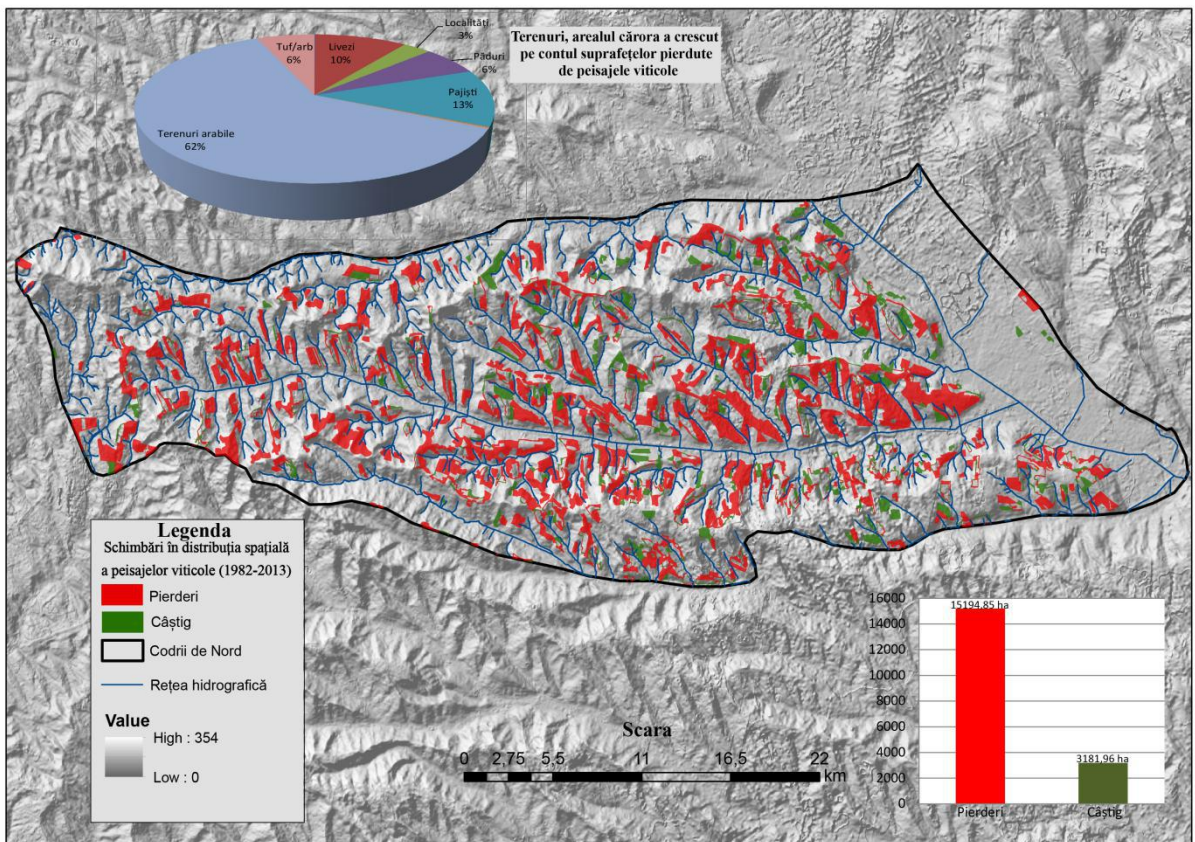 Localități
3%
Tuf/arb
6%
Livezi
10%
Păduri
6%
Pajiști
13%
Terenuri arabile
62%
Terenuri, arealul cărora a crescut
pe contul suprafețelor pierdute
de peisajele viticole
Legenda
Schimbări în distribuția spațială
a peisajelor viticole (1982-2013)
Pierderi
Câștig
Codrii de Nord
Rețea hidrografică
Value
High : 354
Low : 0
Scara
0 2,75 5,5 11 16,5 22
km
16000
14000
12000
10000
8000
6000
4000
2000
0
15194,85 ha
3181,96 ha
Pierderi Câștig